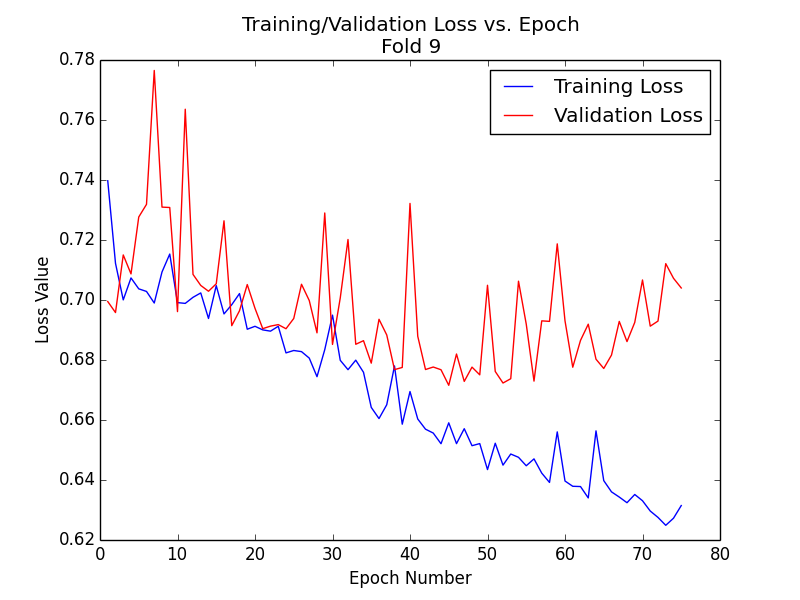 Training/Validation Loss vs. Epoch
Fold 9
Training Loss
Validation Loss
Loss Value
0.78
0.76
0.74
0.72
0.70
0.68
0.66
0.64
0.62
0 10 20 30 40 50 60 70 80
Epoch Number